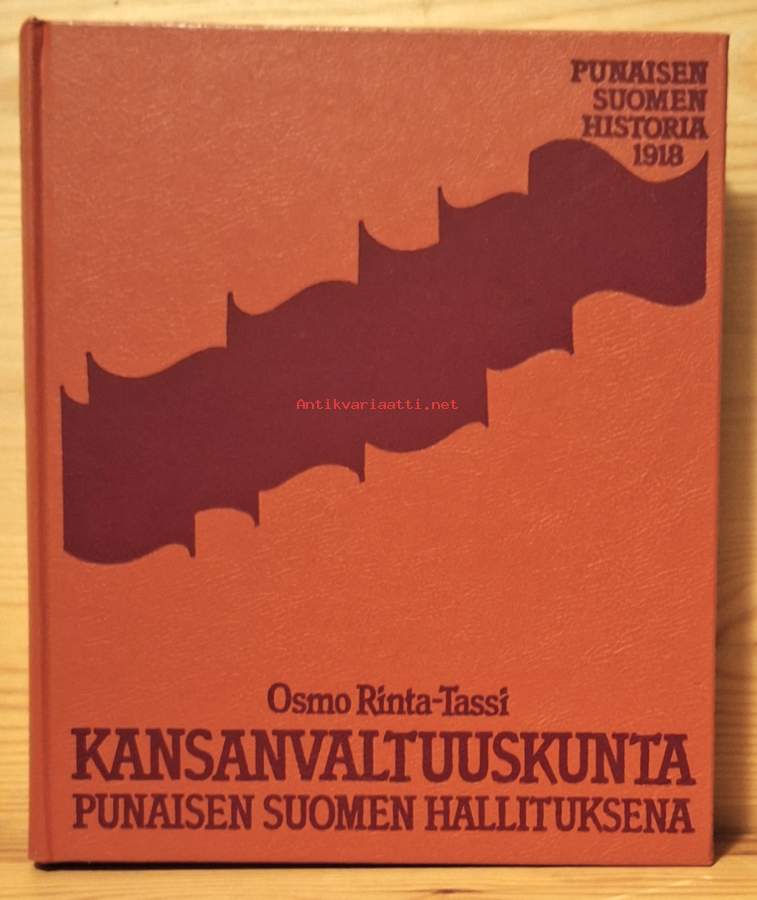 PUNAISEN
SUOMEN
HISTORIA
1918
Antikvariaatti.net
Osmo Rinta-Tassi
KANSANVALTUUSKUNTA
PUNAISEN SUOMEN HALLITUKSENA